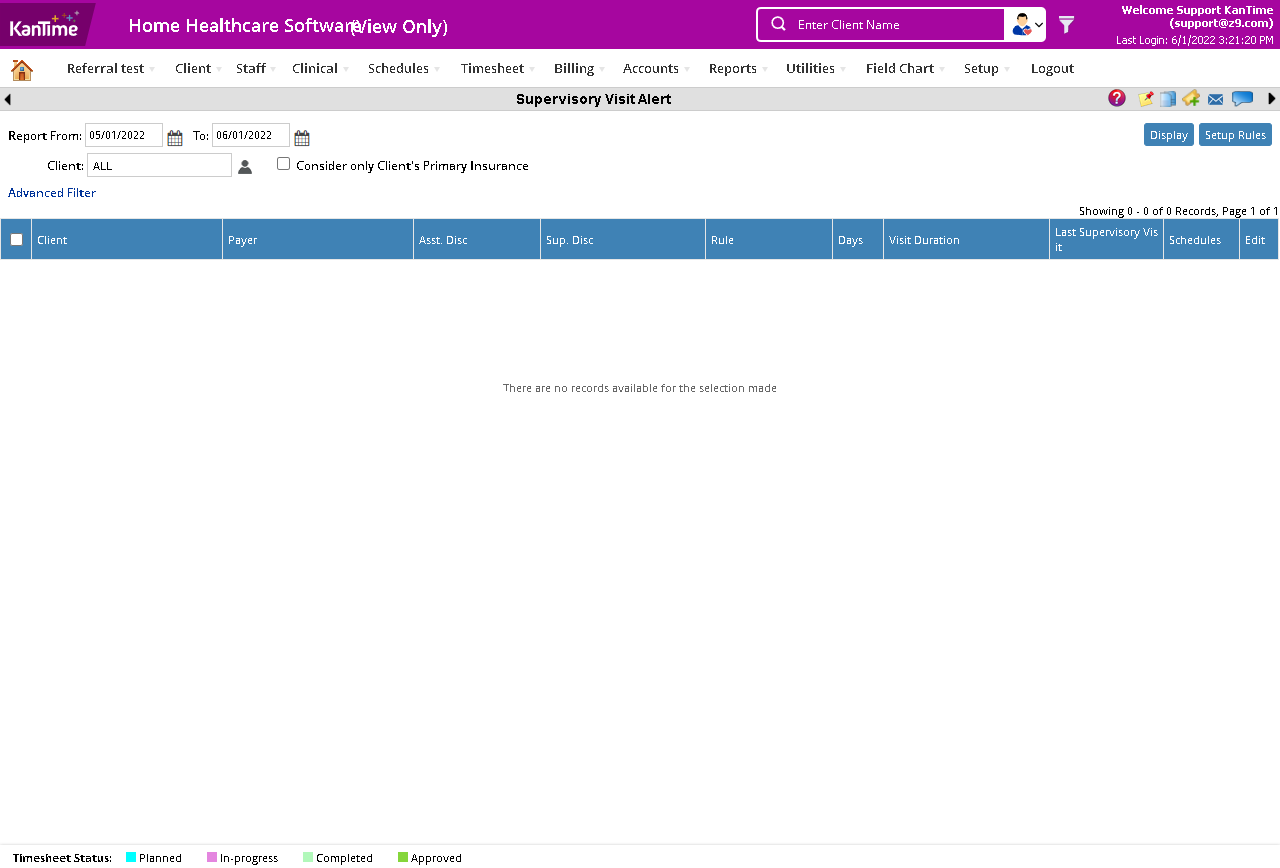 KanTime
Home Healthcare Software(View Only)
Enter Client Name
Welcome Support KanTime
(support@z9.com)
Last Login: 6/1/2022 3:21:20 PM
Referral test Client Staff Clinical Schedules Timesheet Billing Accounts Reports Utilities Field Chart Setup Logout
Supervisory Visit Alert
?
Report From: 05/01/2022 To: 06/01/2022
Display Setup Rules
Client: ALL Consider only Client's Primary Insurance
Advanced Filter
Showing 0 - 0 of 0 Records, Page 1 of 1
Client Payer Asst. Disc Sup. Disc Rule Days Visit Duration Last Supervisory Vis
it Schedules Edit
There are no records available for the selection made
Timesheet Status: Planned In-progress Completed Approved